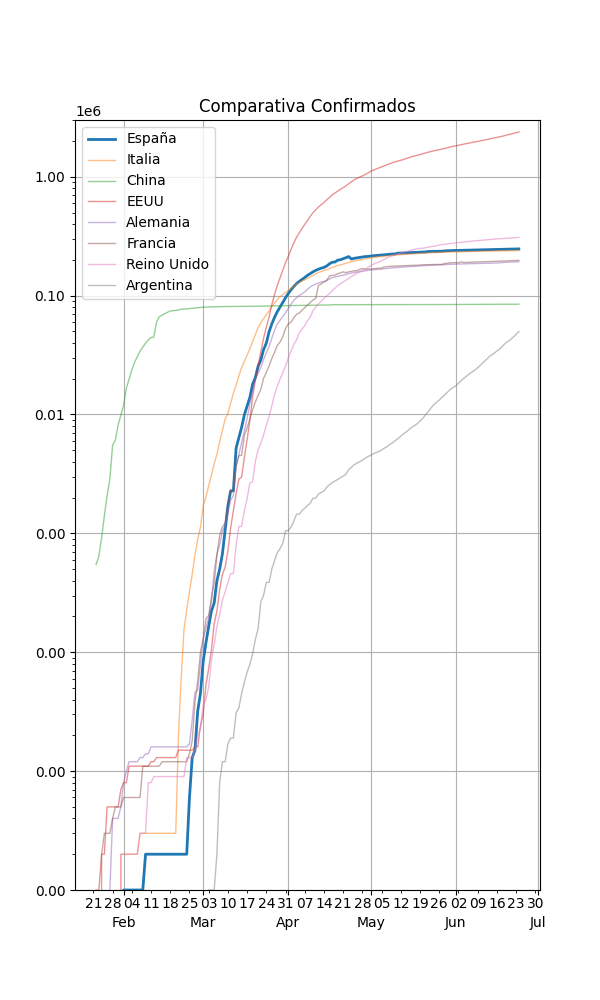 Comparativa Confirmados
1e6
España
Italia
China
EEUU
Alemania
Francia
Reino Unido
Argentina
1.00
0.10
0.01
0.00
0.00
0.00
0.00
21 28 04 11 18 25 03 10 17 24 31 07 14 21 28 05 12 19 26 02 09 16 23 30
Feb Mar Apr May Jun Jul